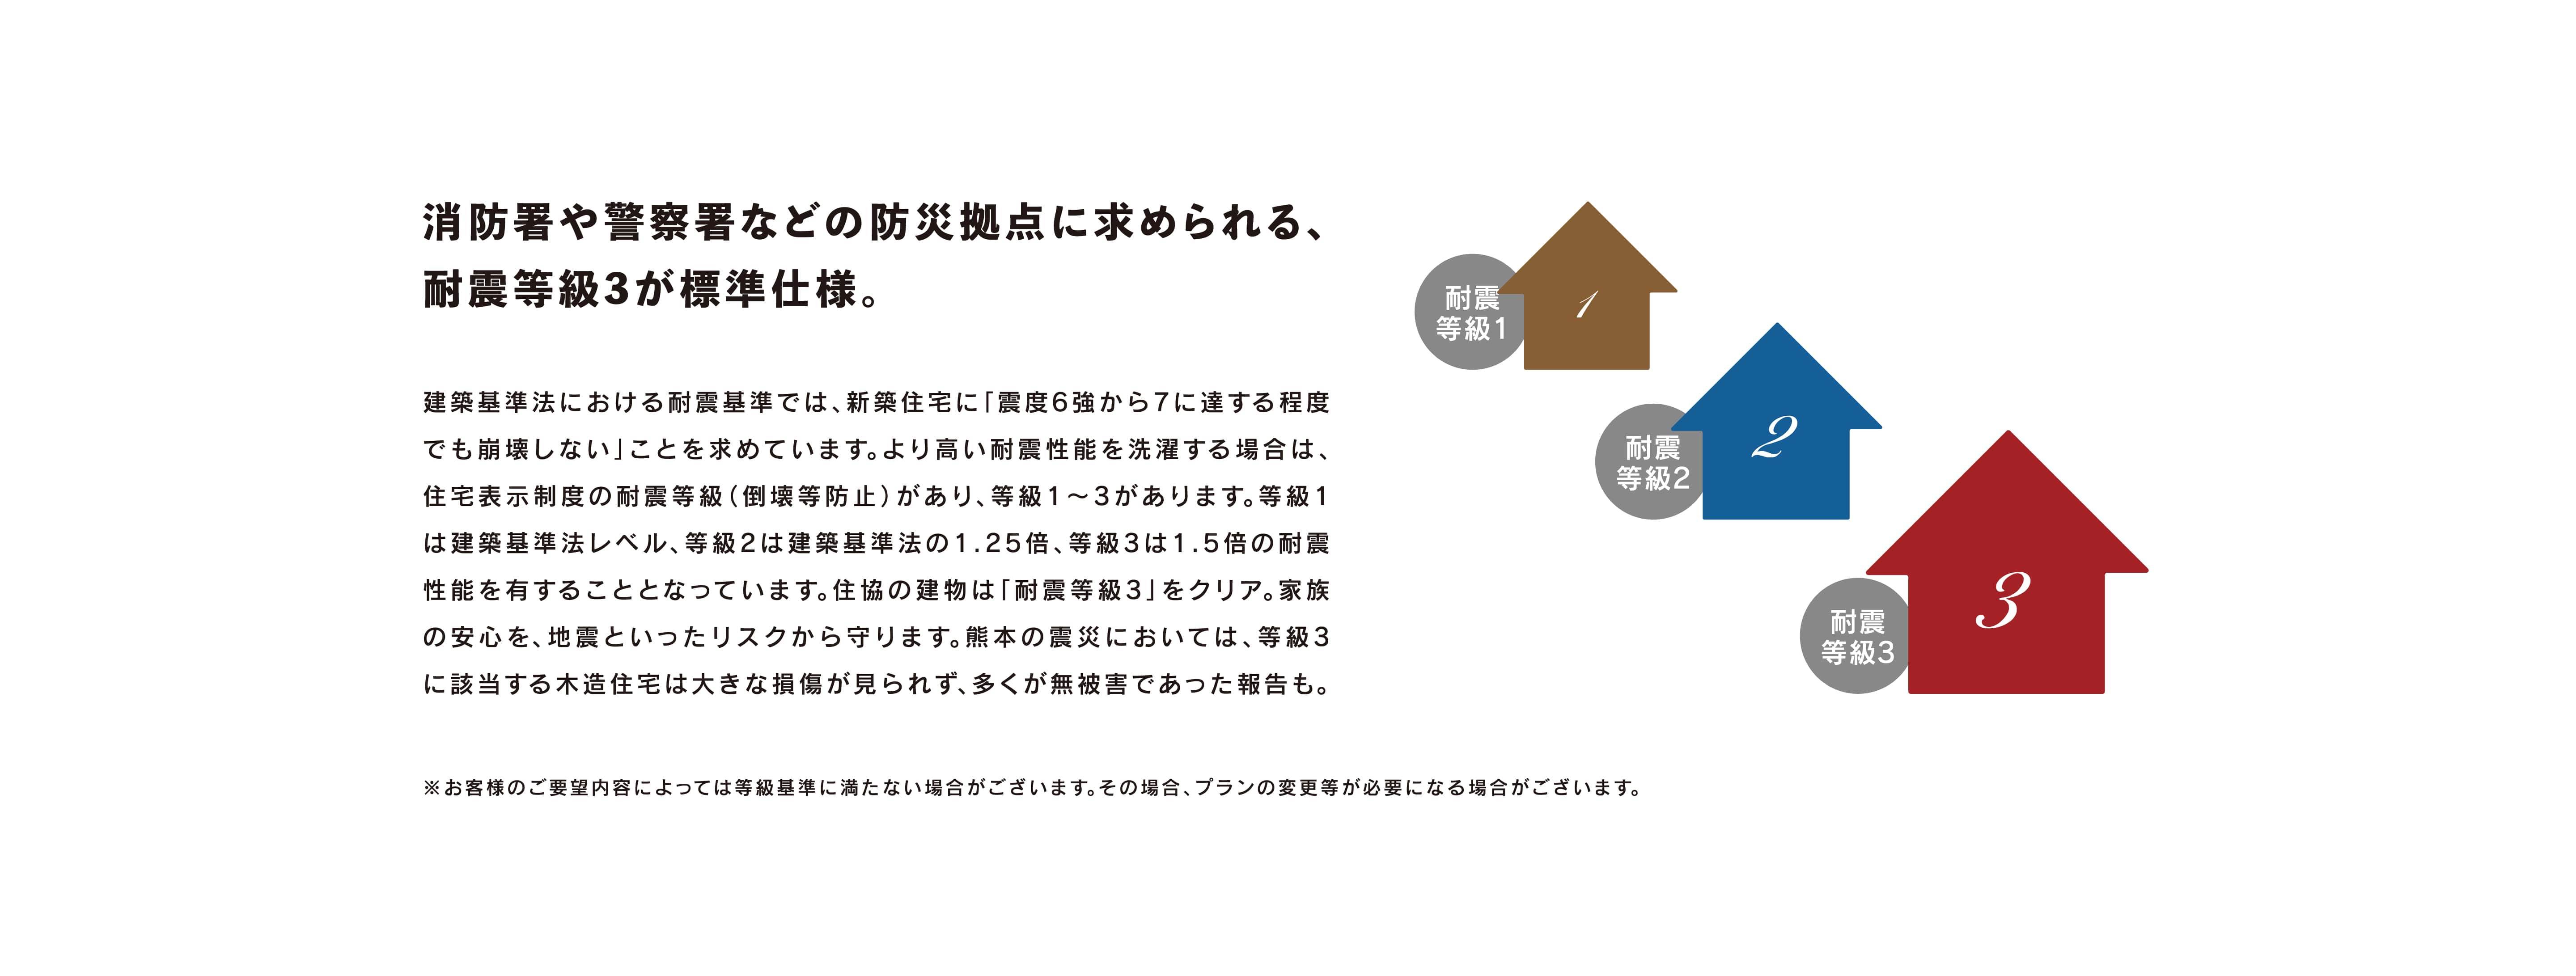 消防署や警察署などの防災拠点に求められる、
耐震等級3が標準仕様。
建築基準法における耐震基準では、新築住宅に「震度6強から7に達する程度
でも崩壊しない」ことを求めています。より高い耐震性能を洗濯する場合は、
住宅表示制度の耐震等級（倒壊等防止）があり、等級1～3があります。等級1
は建築基準法レベル、等級2は建築基準法の1.25倍、等級3は1.5倍の耐震
性能を有することとなっています。住協の建物は「耐震等級3」をクリア。家族
の安心を、地震といったリスクから守ります。熊本の震災においては、等級3
に該当する木造住宅は大きな損傷が見られず、多くが無被害であった報告も。
※お客様のご要望内容によっては等級基準に満たない場合がございます。その場合、プランの変更等が必要になる場合がございます。
耐震
等級1
1
耐震
等級2
2
耐震
等級3
3